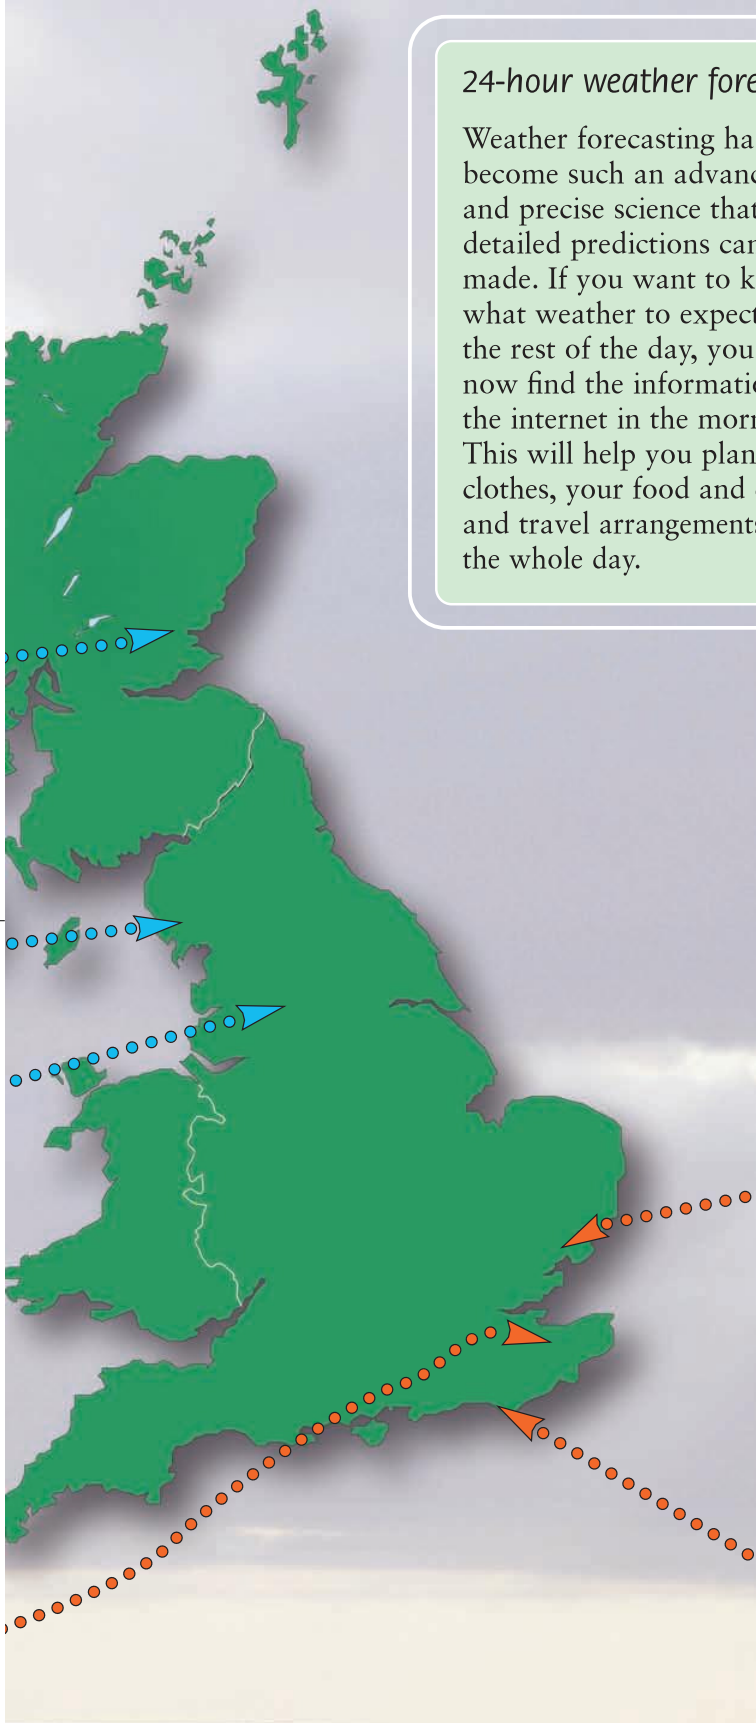 24-hour weather fore
Weather forecasting ha
become such an advanc
and precise science that
detailed predictions can
made. If you want to k
what weather to expect
the rest of the day, you
now find the informatio
the internet in the morn
This will help you plan
clothes, your food and
and travel arrangements
the whole day.